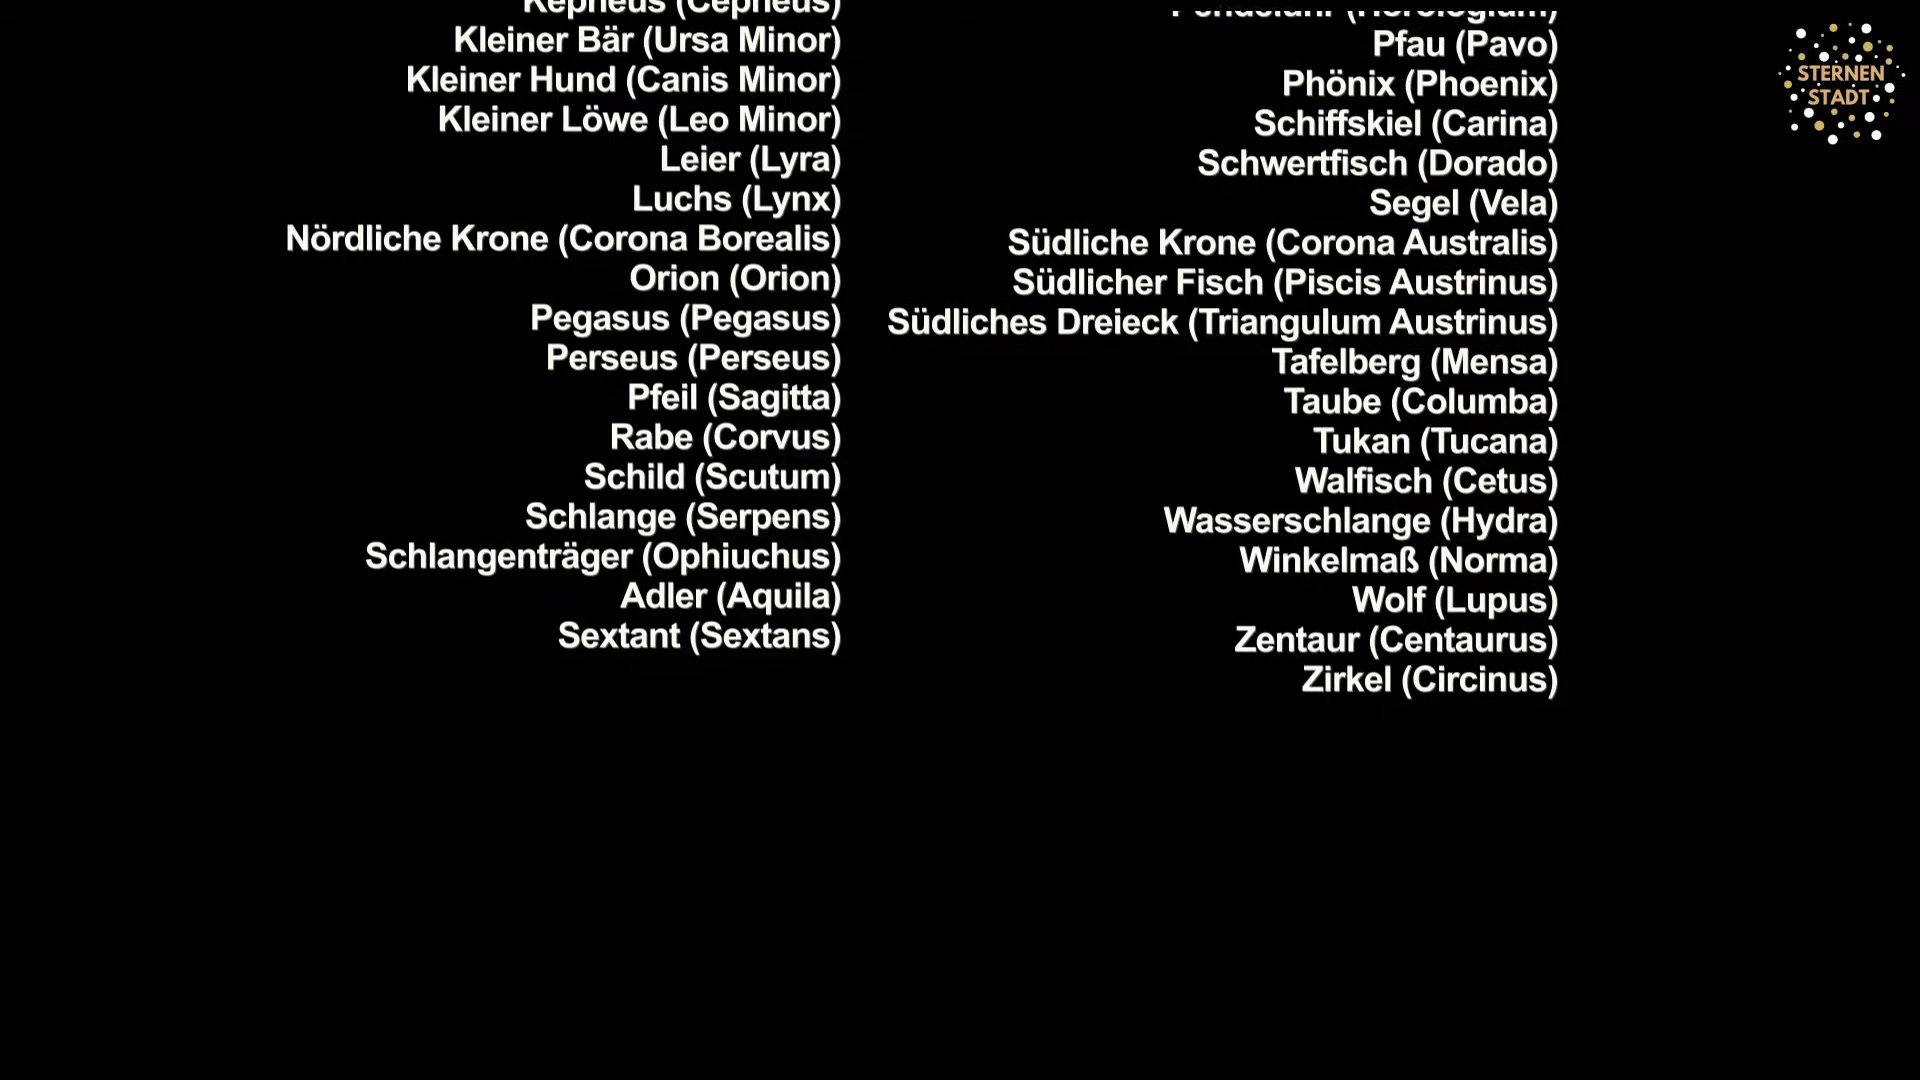 Kepheus (Cepheus)
Kleiner Bär (Ursa Minor)
Kleiner Hund (Canis Minor)
Kleiner Löwe (Leo Minor)
Leier (Lyra)
Luchs (Lynx)
Nördliche Krone (Corona Borealis)
Orion (Orion)
Pegasus (Pegasus)
Perseus (Perseus)
Pfeil (Sagitta)
Rabe (Corvus)
Schild (Scutum)
Schlange (Serpens)
Schlangenträger (Ophiuchus)
Adler (Aquila)
Sextant (Sextans)
Pendeluhr (Horologium)
Pfau (Pavo)
Phönix (Phoenix)
Schiffskiel (Carina)
Schwertfisch (Dorado)
Segel (Vela)
Südliche Krone (Corona Australis)
Südlicher Fisch (Piscis Austrinus)
Südliches Dreieck (Triangulum Austrinus)
Tafelberg (Mensa)
Taube (Columba)
Tukan (Tucana)
Walfisch (Cetus)
Wasserschlange (Hydra)
Winkelmaß (Norma)
Wolf (Lupus)
Zentaur (Centaurus)
Zirkel (Circinus)
STERNEN
STADT